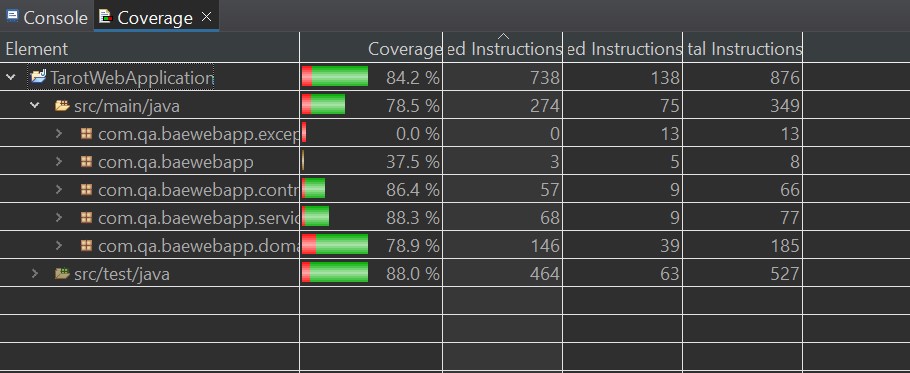 Console Coverage
Element Coverage ed Instructions ed Instructions tal Instructions
TarotWebApplication 84.2 % 738 138 876
src/main/java 78.5 % 274 75 349
com.qa.baewebapp.excep 0.0 % 0 13 13
com.qa.baewebapp 37.5 % 3 5 8
com.qa.baewebapp.contr 86.4 % 57 9 66
com.qa.baewebapp.servic 88.3 % 68 9 77
com.qa.baewebapp.doma 78.9 % 146 39 185
src/test/java 88.0 % 464 63 527